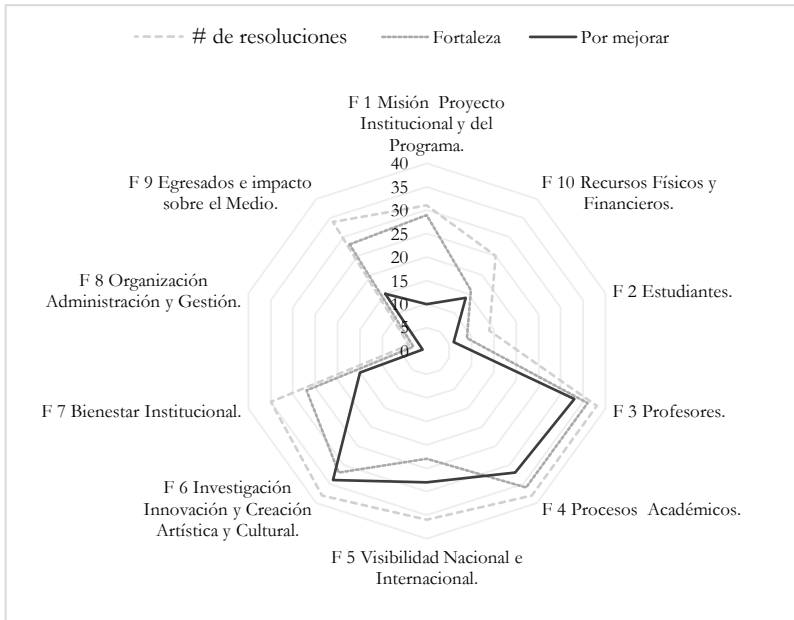 # de resoluciones
Fortaleza
Por mejorar
F 1 Misión Proyecto
Institucional y del
Programa.
F 10 Recursos Físicos y
Financieros.
F 2 Estudiantes.
F 3 Profesores.
F 4 Procesos Académicos.
F 5 Visibilidad Nacional e
Internacional.
F 6 Investigación
Innovación y Creación
Artística y Cultural.
F 7 Bienestar Institucional.
F 8 Organización
Administración y Gestión.
F 9 Egresados e impacto
sobre el Medio.
40
35
30
25
20
15
10
5
0